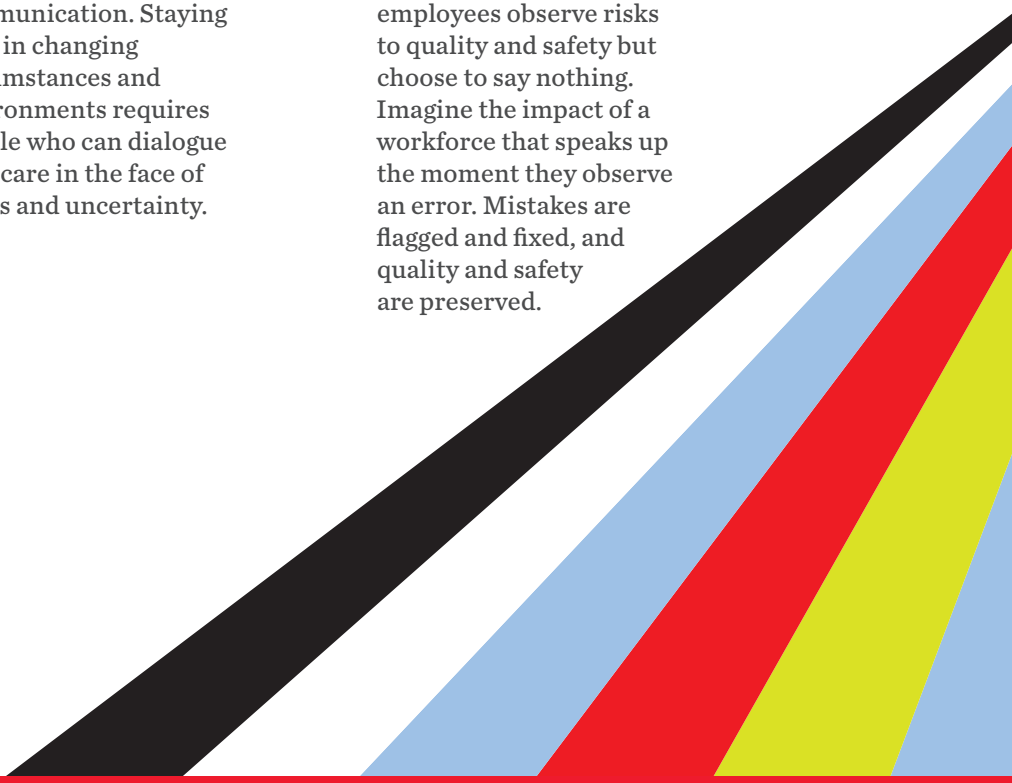 munication. Staying
in changing
mstances and
ronments requires
le who can dialogue
care in the face of
s and uncertainty.
employees observe risks
to quality and safety but
choose to say nothing.
Imagine the impact of a
workforce that speaks up
the moment they observe
an error. Mistakes are
flagged and fixed, and
quality and safety
are preserved.